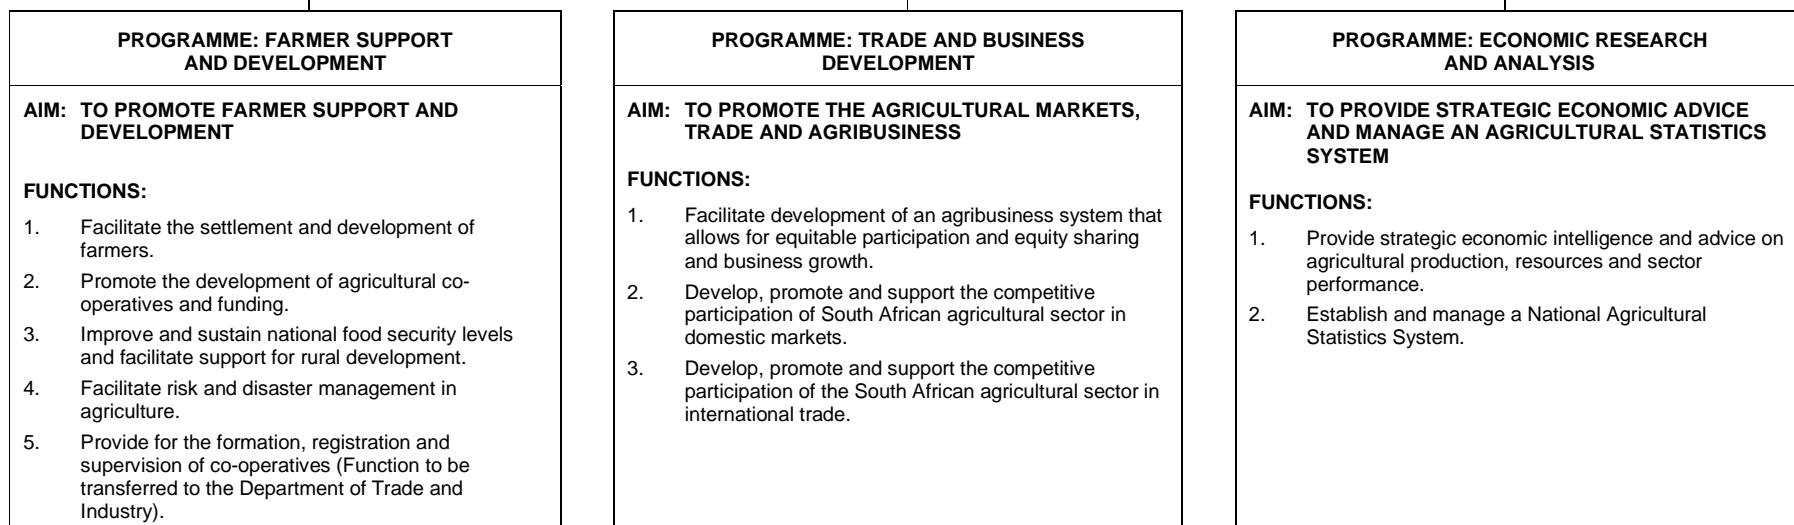 PROGRAMME: FARMER SUPPORT
AND DEVELOPMENT
AIM: TO PROMOTE FARMER SUPPORT AND
DEVELOPMENT
FUNCTIONS:
1. Facilitate the settlement and development of
farmers.
2. Promote the development of agricultural co-
operatives and funding.
3. Improve and sustain national food security levels
and facilitate support for rural development.
4. Facilitate risk and disaster management in
agriculture.
5. Provide for the formation, registration and
supervision of co-operatives (Function to be
transferred to the Department of Trade and
Industry).
PROGRAMME: TRADE AND BUSINESS
DEVELOPMENT
AIM: TO PROMOTE THE AGRICULTURAL MARKETS,
TRADE AND AGRIBUSINESS
FUNCTIONS:
1. Facilitate development of an agribusiness system that
allows for equitable participation and equity sharing
and business growth.
2. Develop, promote and support the competitive
participation of South African agricultural sector in
domestic markets.
3. Develop, promote and support the competitive
participation of the South African agricultural sector in
international trade.
PROGRAMME: ECONOMIC RESEARCH
AND ANALYSIS
AIM: TO PROVIDE STRATEGIC ECONOMIC ADVICE
AND MANAGE AN AGRICULTURAL STATISTICS
SYSTEM
FUNCTIONS:
1. Provide strategic economic intelligence and advice on
agricultural production, resources and sector
performance.
2. Establish and manage a National Agricultural
Statistics System.